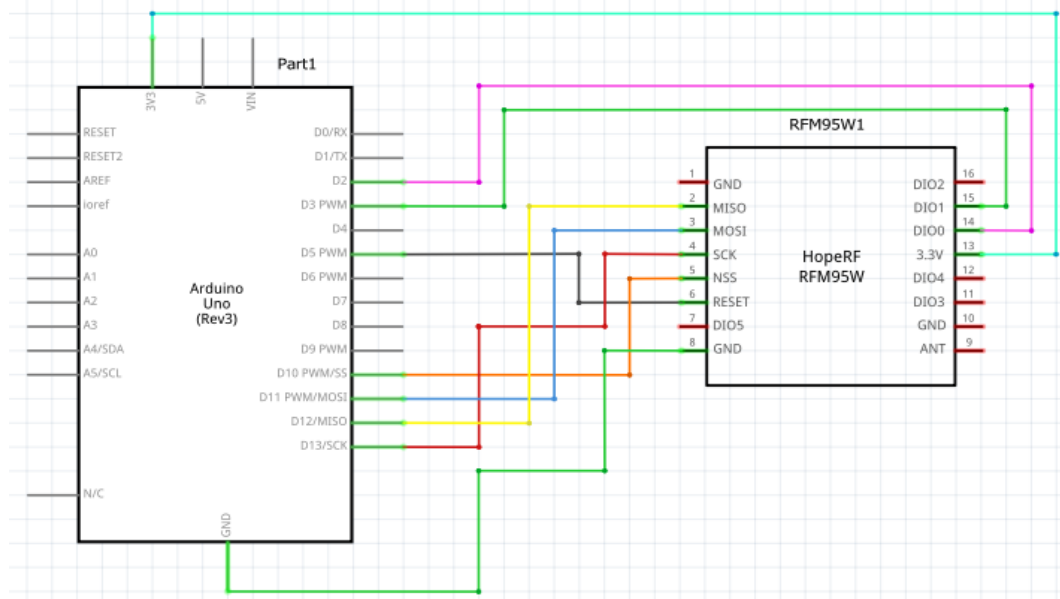 Part1
3V3
5V
VIN
RESET
RESET2
AREF
ioref
A0
A1
A2
A3
A4/SDA
A5/SCL
N/C
Arduino
Uno
(Rev3)
D0/RX
D1/TX
D2
D3 PWM
D4
D5 PWM
D6 PWM
D7
D8
D9 PWM
D10 PWM/SS
D11 PWM/MOSI
D12/MISO
D13/SCK
GND
RFM95W1
1 GND
2 MISO
3 MOSI
4 SCK
5 NSS
6 RESET
7 DIO5
8 GND
HopeRF
RFM95W
DIO2 16
DIO1 15
DIO0 14
3.3V 13
DIO4 12
DIO3 11
GND 10
ANT 9